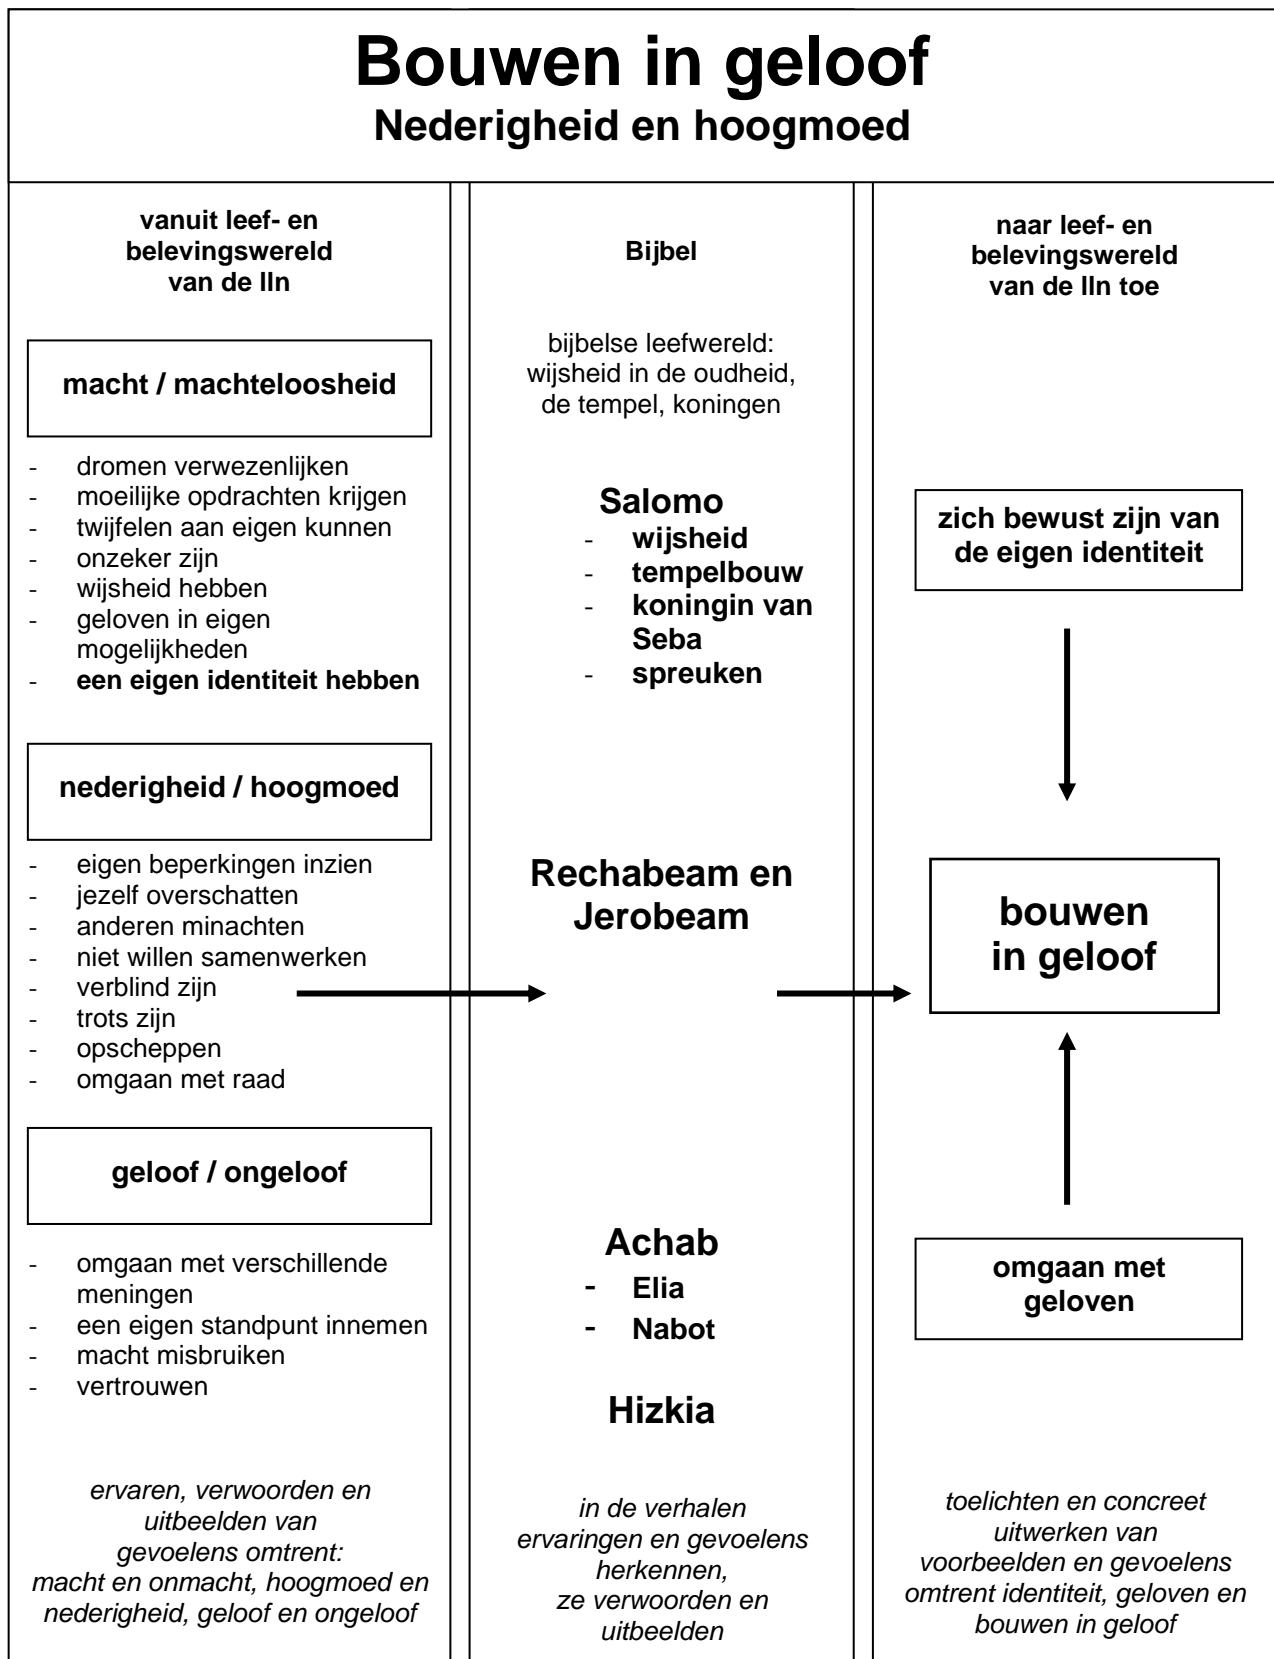 Bouwen in geloof
Nederigheid en hoogmoed
vanuit leef- en
belevingswereld
van de lln
macht / machteloosheid
- dromen verwezenlijken
- moeilijke opdrachten krijgen
- twijfelen aan eigen kunnen
- onzeker zijn
- wijsheid hebben
- geloven in eigen
mogelijkheden
- een eigen identiteit hebben
nederigheid / hoogmoed
- eigen beperkingen inzien
- jezelf overschatten
- anderen minachten
- niet willen samenwerken
- verblind zijn
- trots zijn
- opscheppen
- omgaan met raad
geloof / ongeloof
- omgaan met verschillende
meningen
- een eigen standpunt innemen
- macht misbruiken
- vertrouwen
ervaren, verwoorden en
uitbeelden van
gevoelens omtrent:
macht en onmacht, hoogmoed en
nederigheid, geloof en ongeloof
Bijbel
bijbelse leefwereld:
wijsheid in de oudheid,
de tempel, koningen
Salomo
- wijsheid
- tempelbouw
- koningin van
Seba
- spreuken
Rechabeam en
Jerobeam
Achab
- Elia
- Nabot
Hizkia
in de verhalen
ervaringen en gevoelens
herkennen,
ze verwoorden en
uitbeelden
naar leef- en
belevingswereld
van de lln toe
zich bewust zijn van
de eigen identiteit
bouwen
in geloof
omgaan met
geloven
toelichten en concreet
uitwerken van
voorbeelden en gevoelens
omtrent identiteit, geloven en
bouwen in geloof